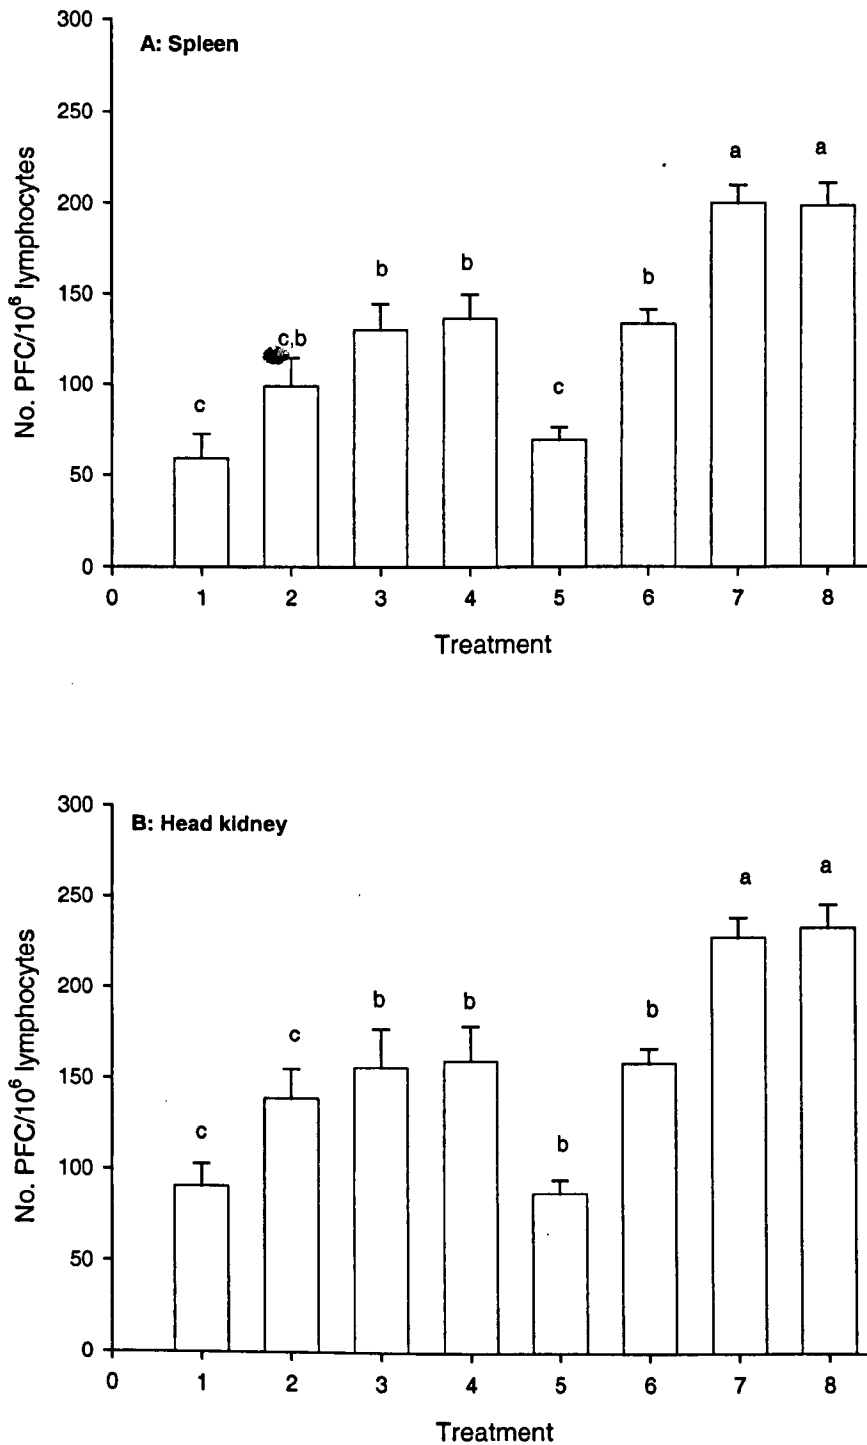 300
A: Spleen
250
a
a
200
b
b
b
150
c,b
100
c
c
50
0
0
1
2
3
4
5
6
7
8
No. PFC/10⁶ lymphocytes
Treatment
300
B: Head kidney
a
a
250
200
b
b
b
c
150
c
b
100
50
0
0
1
2
3
4
5
6
7
8
No. PFC/10⁶ lymphocytes
Treatment